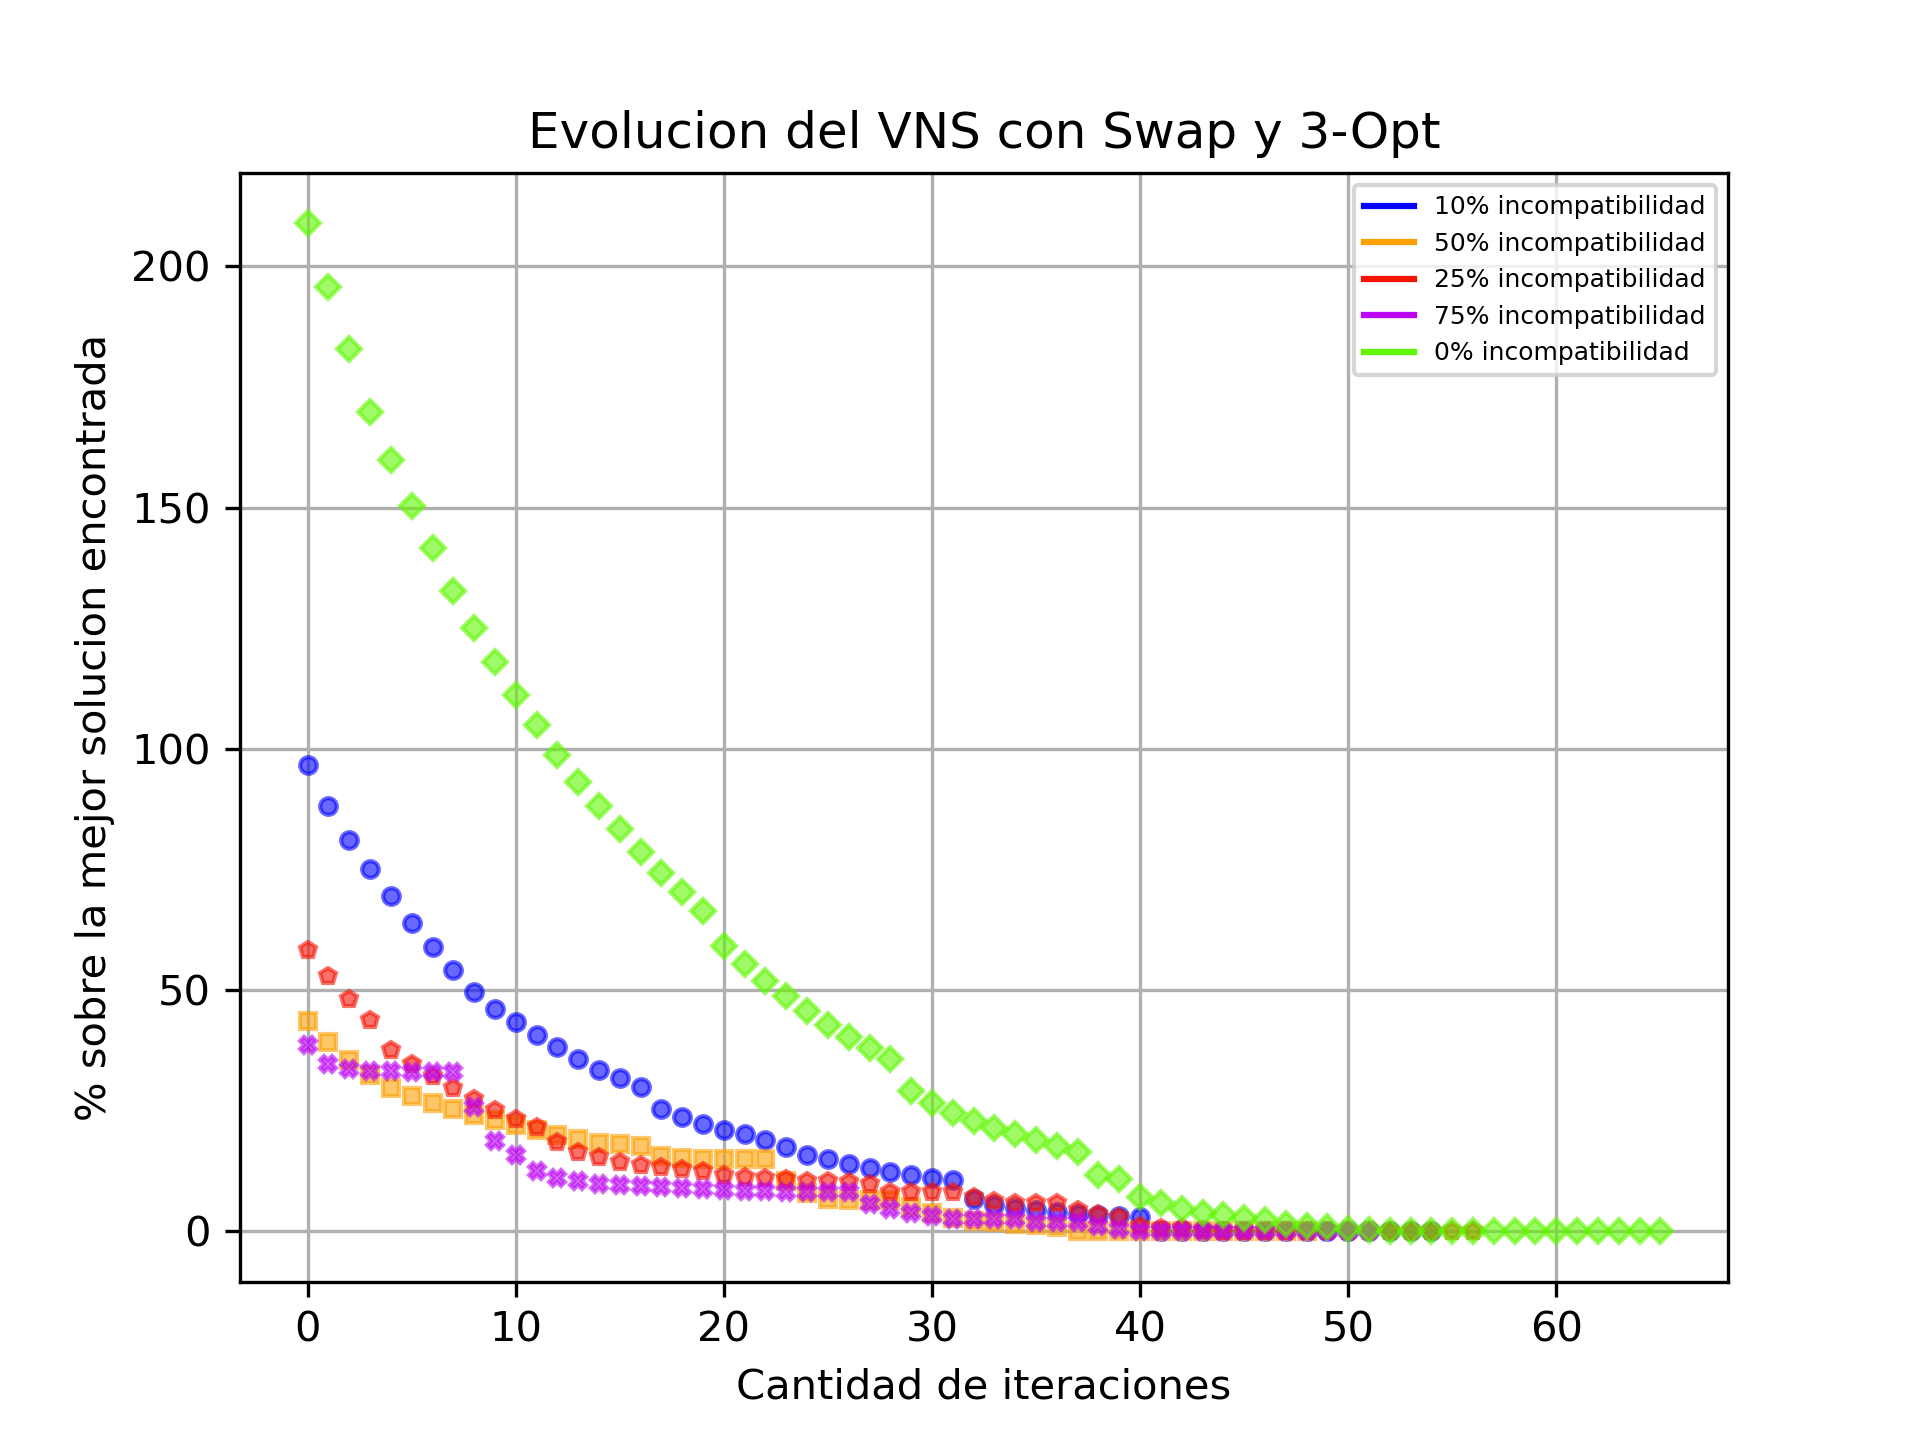 Evolucion del VNS con Swap y 3-Opt
10% incompatibilidad
50% incompatibilidad
25% incompatibilidad
75% incompatibilidad
0% incompatibilidad
% sobre la mejor solucion encontrada
200
150
100
50
0
0 10 20 30 40 50 60
Cantidad de iteraciones